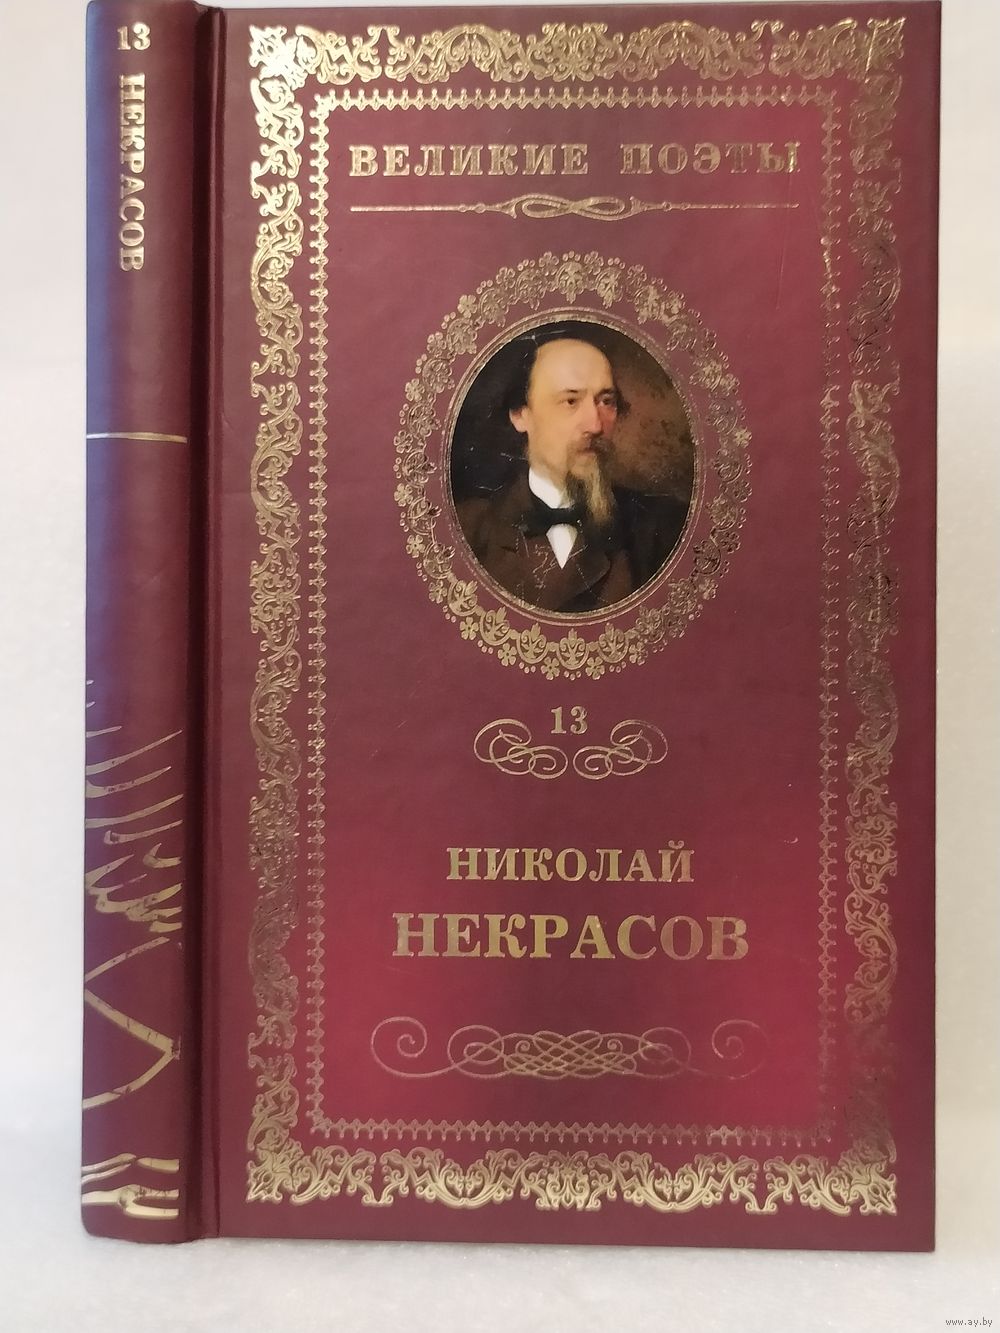 13 НЕКРАСОВ
ВЕЛИКИЕ ПОЭТЫ
13
НИКОЛАЙ
НЕКРАСОВ
www.ay.by